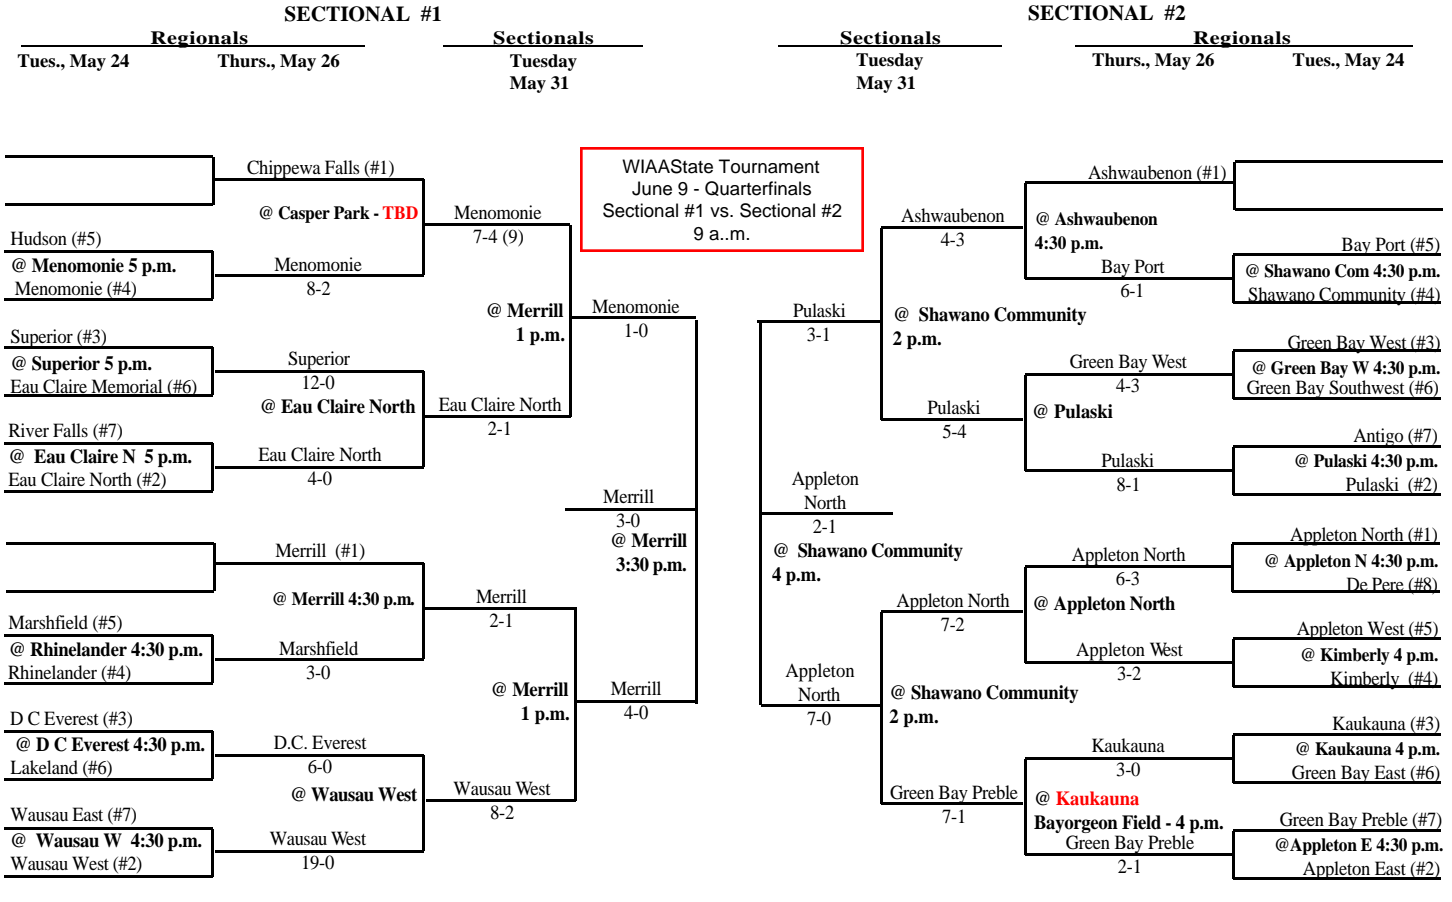 SECTIONAL #1
Regionals
Sectionals
Tues., May 24
Thurs., May 26
Tuesday
May 31
SECTIONAL #2
Sectionals
Regionals
Tuesday
May 31
Thurs., May 26
Tues., May 24
WIAAState Tournament
June 9 - Quarterfinals
Sectional #1 vs. Sectional #2
9 a..m.
Hudson (#5)
@ Menomonie 5 p.m.
Menomonie (#4)
Superior (#3)
@ Superior 5 p.m.
Eau Claire Memorial (#6)
River Falls (#7)
@ Eau Claire N 5 p.m.
Eau Claire North (#2)
Marshfield (#5)
@ Rhinelander 4:30 p.m.
Rhinelander (#4)
D C Everest (#3)
@ D C Everest 4:30 p.m.
Lakeland (#6)
Wausau East (#7)
@ Wausau W 4:30 p.m.
Wausau West (#2)
Chippewa Falls (#1)
@ Casper Park - TBD
Menomonie
8-2
Superior
12-0
@ Eau Claire North
Eau Claire North
4-0
Merrill (#1)
@ Merrill 4:30 p.m.
Marshfield
3-0
D.C. Everest
6-0
@ Wausau West
Wausau West
19-0
Menomonie
7-4 (9)
@ Merrill
1 p.m.
Eau Claire North
2-1
Merrill
2-1
@ Merrill
1 p.m.
Wausau West
8-2
Menomonie
1-0
Merrill
3-0
@ Merrill
3:30 p.m.
Merrill
4-0
Pulaski
3-1
Appleton
North
2-1
@ Shawano Community
4 p.m.
Appleton
North
7-0
Ashwaubenon
4-3
@ Shawano Community
2 p.m.
Pulaski
5-4
Appleton North
7-2
@ Shawano Community
2 p.m.
Green Bay Preble
7-1
Ashwaubenon (#1)
@ Ashwaubenon
4:30 p.m.
Bay Port
6-1
Green Bay West
4-3
@ Pulaski
Pulaski
8-1
Appleton North
6-3
@ Appleton North
Appleton West
3-2
Kaukauna
3-0
@ Kaukauna
Bayorgeon Field - 4 p.m.
Green Bay Preble
2-1
Bay Port (#5)
@ Shawano Com 4:30 p.m.
Shawano Community (#4)
Green Bay West (#3)
@ Green Bay W 4:30 p.m.
Green Bay Southwest (#6)
Antigo (#7)
@ Pulaski 4:30 p.m.
Pulaski (#2)
Appleton North (#1)
@ Appleton N 4:30 p.m.
De Pere (#8)
Appleton West (#5)
@ Kimberly 4 p.m.
Kimberly (#4)
Kaukauna (#3)
@ Kaukauna 4 p.m.
Green Bay East (#6)
Green Bay Preble (#7)
@Appleton E 4:30 p.m.
Appleton East (#2)